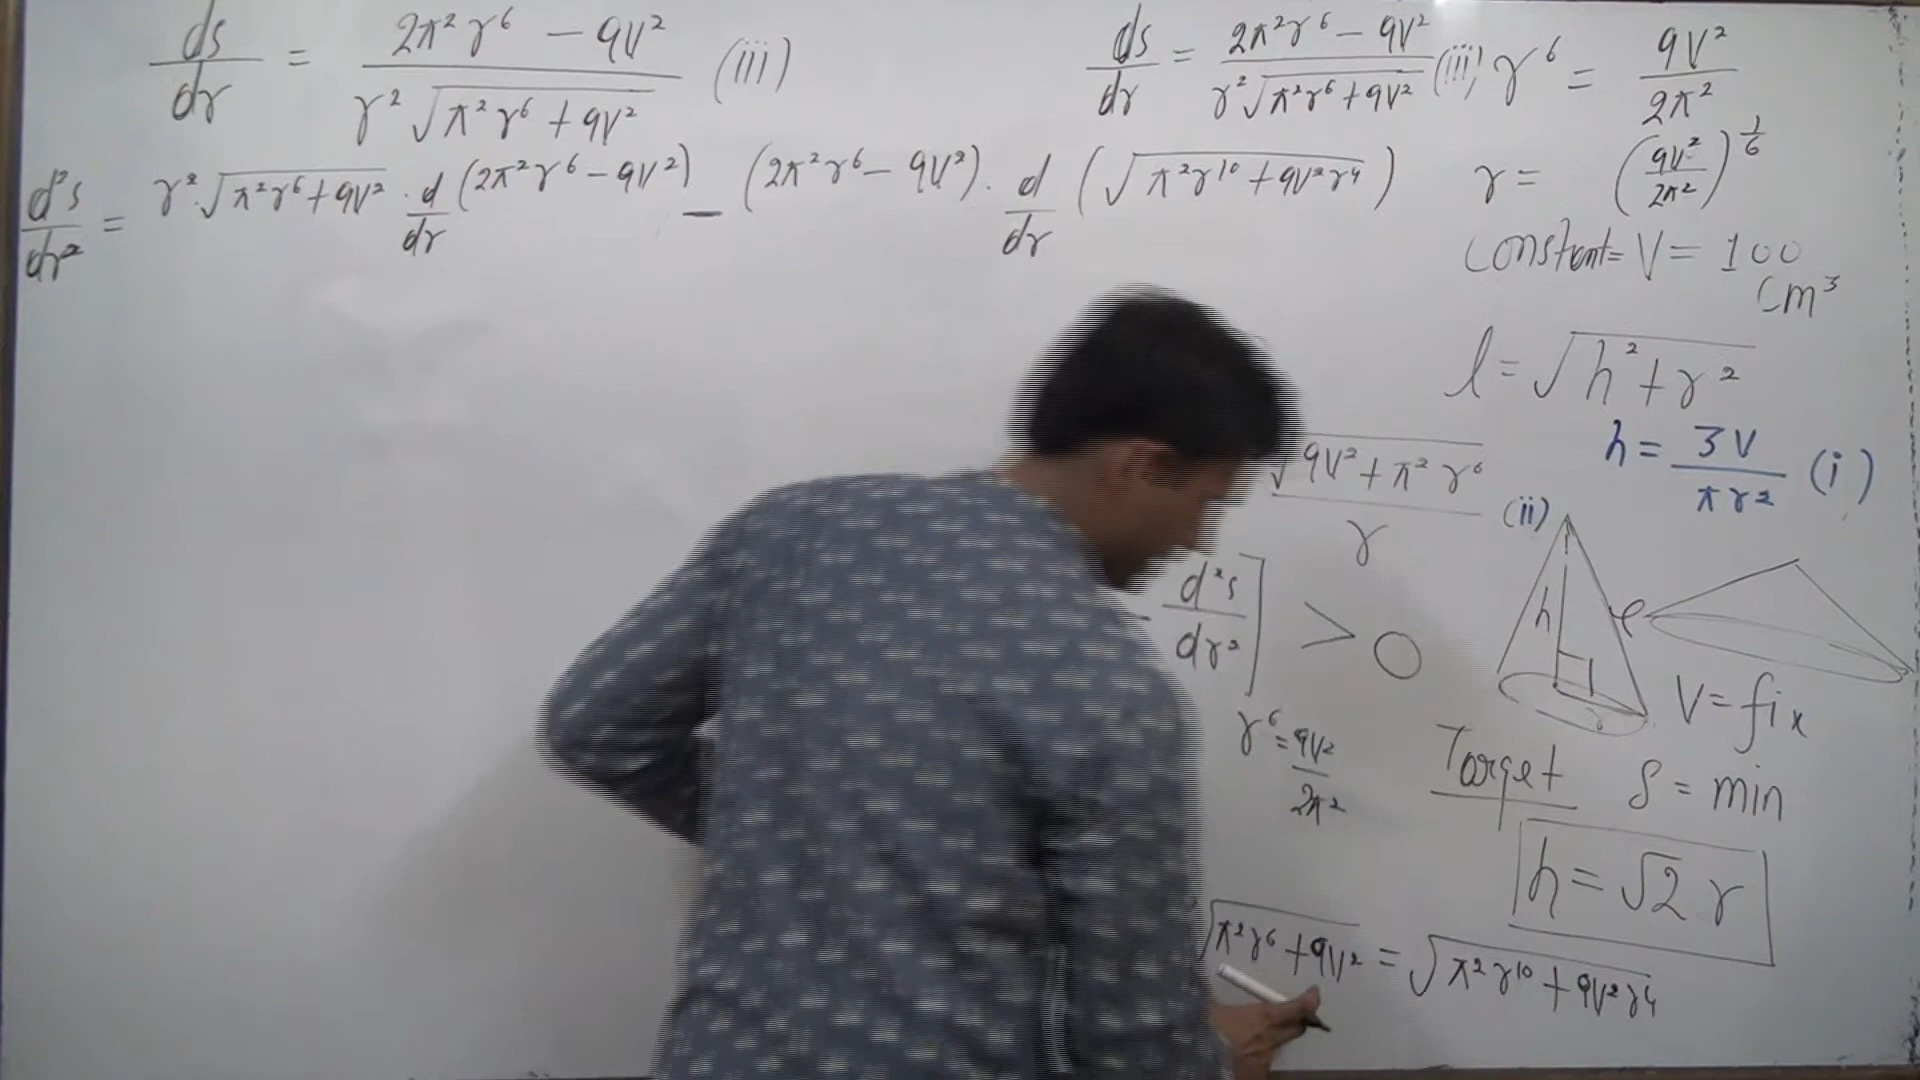 ds/dr = (2π²r⁶ - 9V²)/(r²√(π²r⁶ + 9V²)) (iii)
d²s/dr² = r²·√(π²r⁶ + 9V²) · d/dr (2π²r⁶ - 9V²) - (2π²r⁶ - 9V²) · d/dr (√(π²r¹⁰ + 9V²r⁴))
ds/dr = (2π²r⁶ - 9V²)/(r²√(π²r⁶ + 9V²)) (iii)
r⁶ = 9V²/2π²
r = (9V²/2π²)^(1/6)
Constant = V = 100
Cm³
l = √(h² + r²)
h = 3V/πr² (i)
√(9V² + π²r⁶)/r (ii)
d²s/dr²] > 0
r⁶ = 9V²/2π²
h
l
r
V = fix
Target S = min
h = √2 r
√(π²r⁶ + 9V²) = √(π²r¹⁰ + 9V²r⁴)